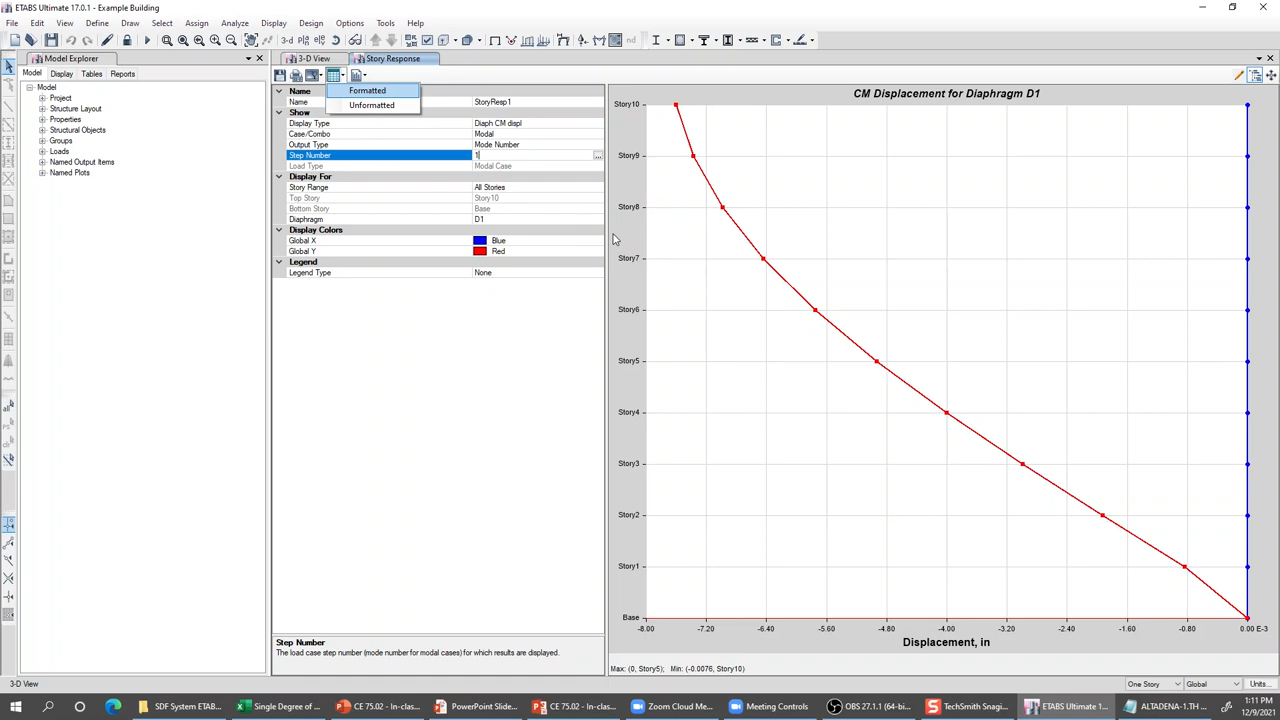 ETABS Ultimate 17.0.1 - Example Building
File Edit View Define Draw Select Assign Analyze Display Design Options Tools Help
3-d nd
Model Explorer
3-D View Story Response
Model Display Tables Reports
Formatted
Unformatted
Model
Project
Structure Layout
Properties
Structural Objects
Groups
Loads
Named Output Items
Named Plots
Name
Name StoryResp1
Show
Display Type Diaph CM displ
Case/Combo Modal
Output Type Mode Number
Step Number 1
Load Type Modal Case
Display For
Story Range All Stories
Top Story Story10
Bottom Story Base
Diaphragm D1
Display Colors
Global X Blue
Global Y Red
Legend
Legend Type None
Step Number
The load case step number (mode number for modal cases) for which results are displayed.
CM Displacement for Diaphragm D1
Story10
Story9
Story8
Story7
Story6
Story5
Story4
Story3
Story2
Story1
Base
-8.00 -7.20 -6.40 -5.60 -4.80 -4.00 -3.20 -2.40 -1.60 -0.80 0.00 E-3
Displacement, in
Max: (0, Story5); Min: (-0.0076, Story10)
3-D View
One Story Global Units...
SDF System ETAB... Single Degree of ... CE 75.02 - In-clas... PowerPoint Slide... CE 75.02 - In-clas... Zoom Cloud Me... Meeting Controls OBS 27.1.1 (64-bi... TechSmith Snagi... ETABS Ultimate 1... ALTADENA-1.TH ...
1:11 PM
12/9/2021